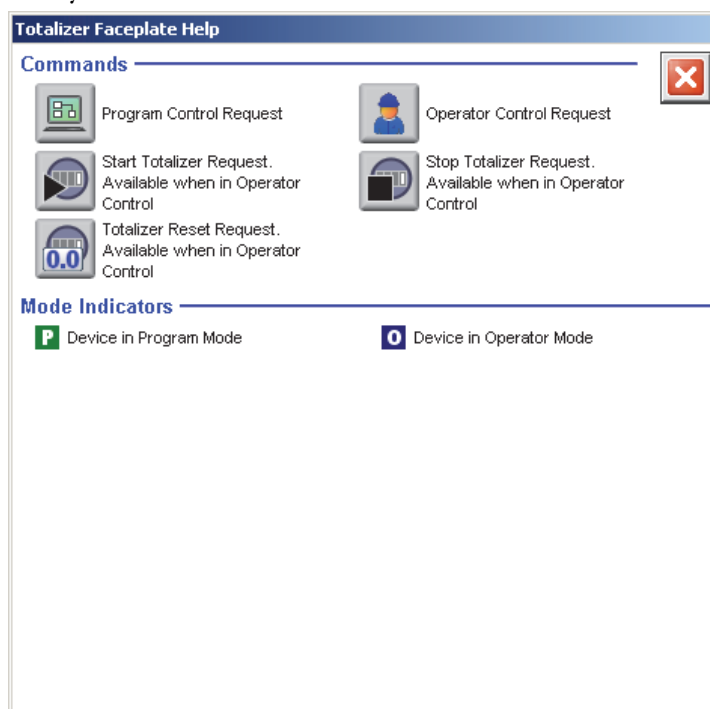 Totalizer Faceplate Help
Commands
Program Control Request
Operator Control Request
Start Totalizer Request.
Available when in Operator
Control
Stop Totalizer Request.
Available when in Operator
Control
0.0
Totalizer Reset Request.
Available when in Operator
Control
Mode Indicators
P Device in Program Mode
O Device in Operator Mode